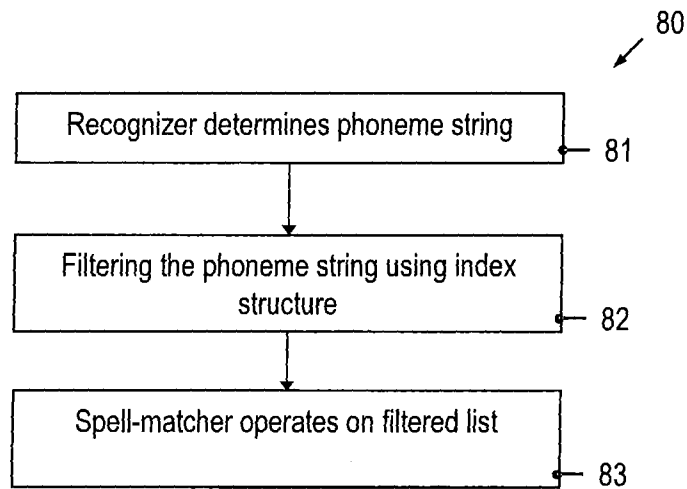 80
Recognizer determines phoneme string
81
Filtering the phoneme string using index
structure
82
Spell-matcher operates on filtered list
83